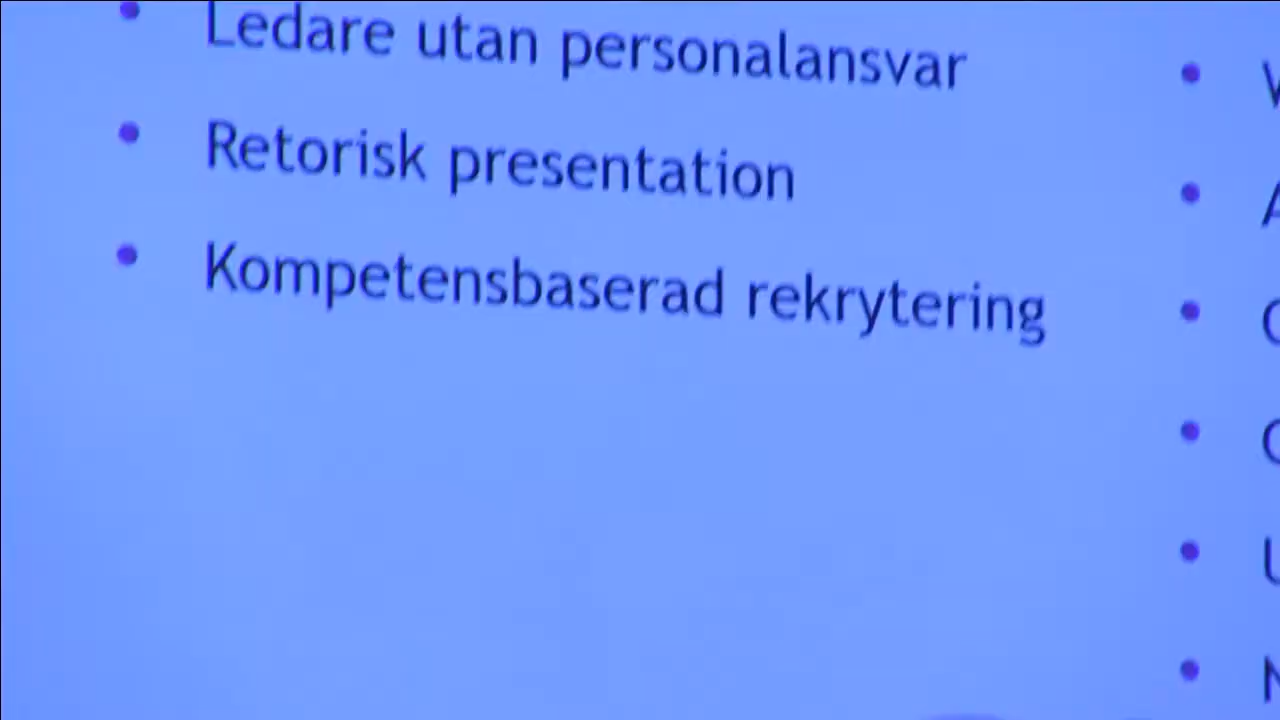 Ledare utan personalansvar
Retorisk presentation
Kompetensbaserad rekrytering